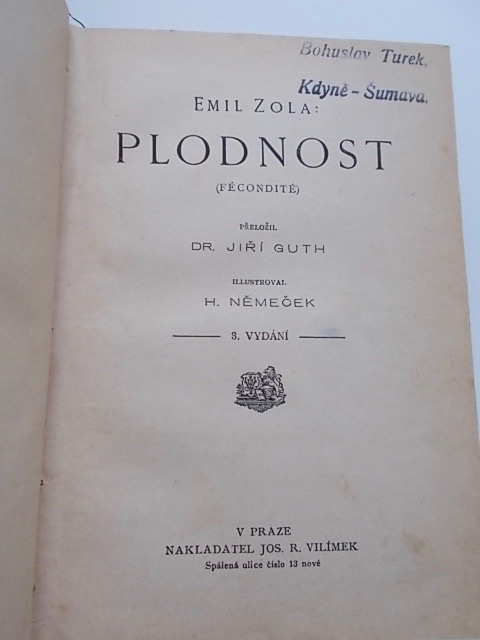 Bohuslav Turek,
Kdyně - Šumava.
EMIL ZOLA:
PLODNOST
(FÉCONDITÉ)
PŘELOŽIL
DR. JIŘÍ GUTH
ILLUSTROVAL
H. NĚMEČEK
3. VYDÁNÍ
V PRAZE
NAKLADATEL JOS. R. VILÍMEK
Spálená ulice číslo 13 nové